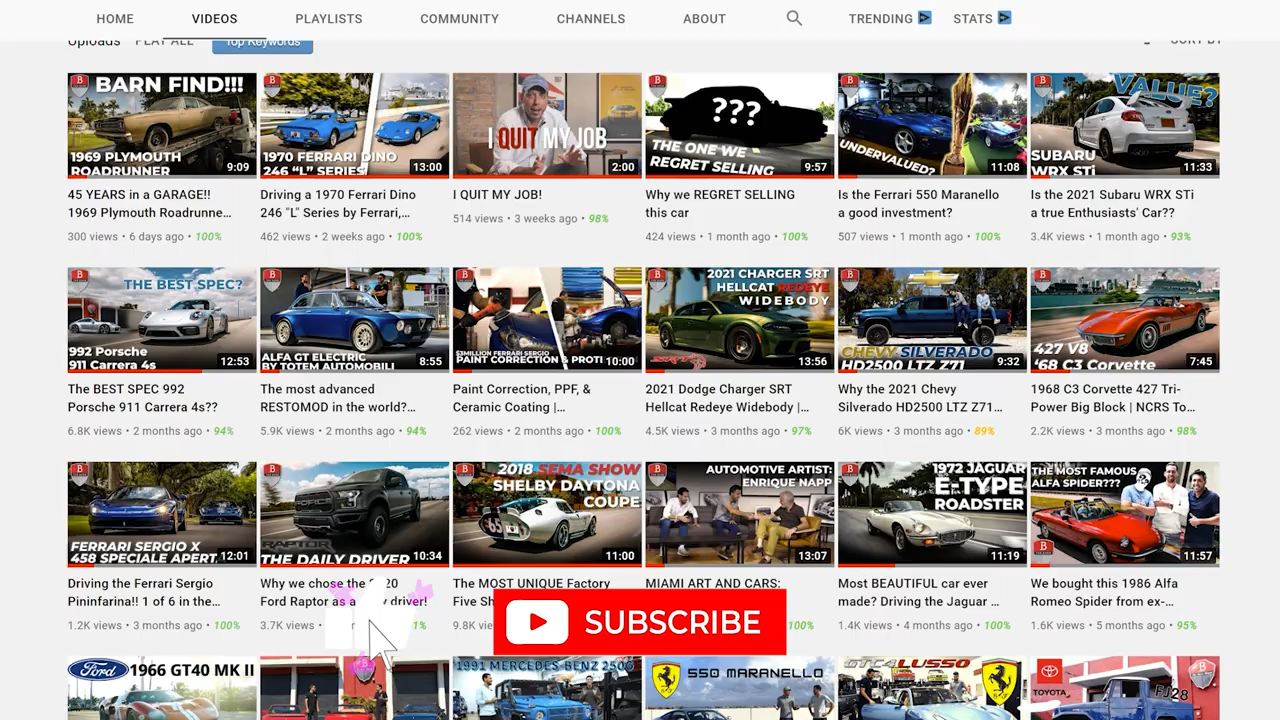 HOME VIDEOS PLAYLISTS COMMUNITY CHANNELS ABOUT TRENDING STATS
Uploads PLAY ALL Top Keywords SORT BY
BARN FIND!!!
1969 PLYMOUTH
ROADRUNNER
9:09
1970 FERRARI DINO
246 "L" SERIES
13:00
I QUIT MY JOB
2:00
???
THE ONE WE
REGRET SELLING
9:57
UNDERVALUED?
11:08
VALUE?
SUBARU
WRX STi
11:33
45 YEARS in a GARAGE!!
1969 Plymouth Roadrunne...
300 views • 6 days ago • 100%
Driving a 1970 Ferrari Dino
246 "L" Series by Ferrari,...
462 views • 2 weeks ago • 100%
I QUIT MY JOB!
514 views • 3 weeks ago • 98%
Why we REGRET SELLING
this car
424 views • 1 month ago • 100%
Is the Ferrari 550 Maranello
a good investment?
507 views • 1 month ago • 100%
Is the 2021 Subaru WRX STi
a true Enthusiasts' Car??
3.4K views • 1 month ago • 93%
THE BEST SPEC?
992 Porsche
911 Carrera 4s
12:53
ALFA GT ELECTRIC
BY TOTEM AUTOMOBILI
8:55
$MILLION FERRARI SERGIO
PAINT CORRECTION & PROTE
10:00
2021 CHARGER SRT
HELLCAT REDEYE
WIDEBODY
SRT
13:56
CHEVY SILVERADO
HD2500 LTZ Z71
9:32
427 V8
'68 C3 Corvette
7:45
The BEST SPEC 992
Porsche 911 Carrera 4s??
6.8K views • 2 months ago • 94%
The most advanced
RESTOMOD in the world?...
5.9K views • 2 months ago • 94%
Paint Correction, PPF, &
Ceramic Coating |...
262 views • 2 months ago • 100%
2021 Dodge Charger SRT
Hellcat Redeye Widebody |...
4.5K views • 3 months ago • 97%
Why the 2021 Chevy
Silverado HD2500 LTZ Z71...
6K views • 3 months ago • 89%
1968 C3 Corvette 427 Tri-
Power Big Block | NCRS To...
2.2K views • 3 months ago • 98%
FERRARI SERGIO X
458 SPECIALE APERT
12:01
RAPTOR
THE DAILY DRIVER
10:34
2018 SEMA SHOW
SHELBY DAYTONA
COUPE
65
11:00
AUTOMOTIVE ARTIST:
ENRIQUE NAPP
13:07
1972 JAGUAR
E-TYPE
ROADSTER
11:19
THE MOST FAMOUS
ALFA SPIDER???
11:57
Driving the Ferrari Sergio
Pininfarina!! 1 of 6 in the...
1.2K views • 3 months ago • 100%
Why we chose the 20
Ford Raptor as a driver!
3.7K views
The MOST UNIQUE Factory
Five Sh
9.8K
MIAMI ART AND CARS:
100%
Most BEAUTIFUL car ever
made? Driving the Jaguar ...
1.4K views • 4 months ago • 100%
We bought this 1986 Alfa
Romeo Spider from ex-...
1.6K views • 5 months ago • 95%
SUBSCRIBE
Ford 1966 GT40 MK II
1991 MERCEDES BENZ 250G
550 MARANELLO
GTC4LUSSO
TOYOTA
FJ28